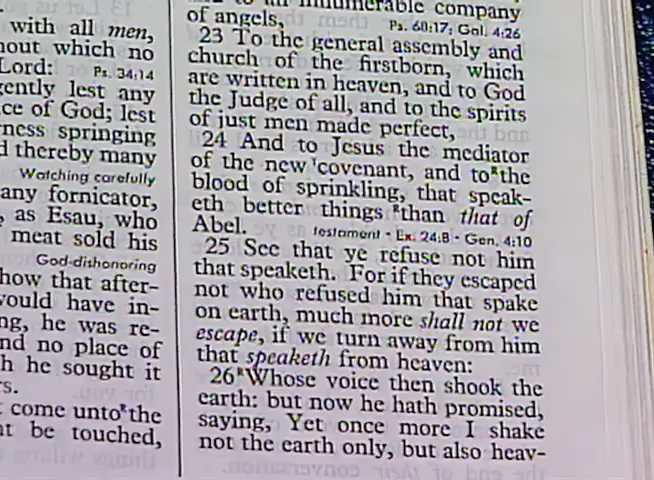 with all men,
hout which no
Lord: Ps. 34:14
gently lest any
ce of God; lest
rness springing
d thereby many
Watching carefully
any fornicator,
, as Esau, who
meat sold his
God-dishonoring
how that after-
would have in-
ng, he was re-
nd no place of
h he sought it
rs.
t come unto the
at be touched,
innumerable company
of angels, Ps. 68:17; Gal. 4:26
23 To the general assembly and
church of the firstborn, which
are written in heaven, and to God
the Judge of all, and to the spirits
of just men made perfect,
24 And to Jesus the mediator
of the new covenant, and to the
blood of sprinkling, that speak-
eth better things than that of
Abel. testament · Ex. 24:8 · Gen. 4:10
25 See that ye refuse not him
that speaketh. For if they escaped
not who refused him that spake
on earth, much more shall not we
escape, if we turn away from him
that speaketh from heaven:
26 Whose voice then shook the
earth: but now he hath promised,
saying, Yet once more I shake
not the earth only, but also heav-